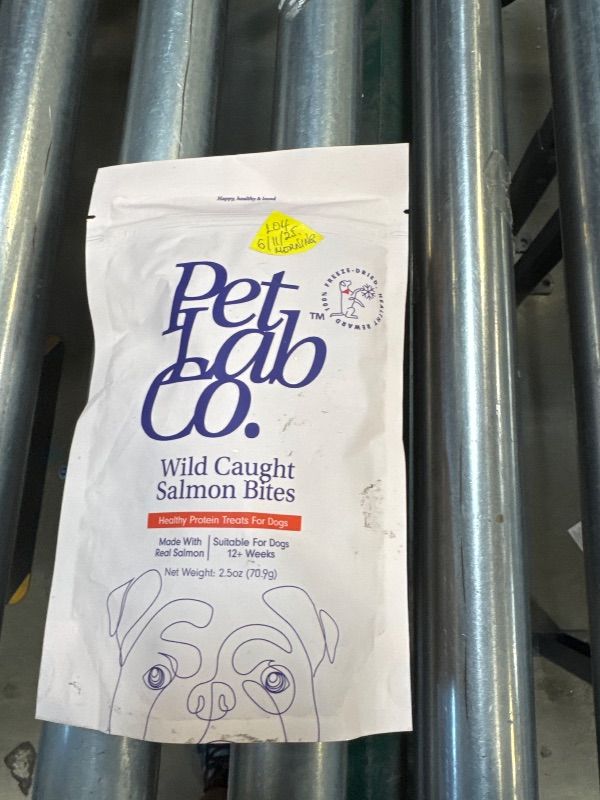 Happy, healthy & loved
LO4
6/11/25
MORNING
Pet
Lab
Co.
TM
100% FREEZE-DRIED HEALTHY REWARD
Wild Caught
Salmon Bites
Healthy Protein Treats For Dogs
Made With
Real Salmon
Suitable For Dogs
12+ Weeks
Net Weight: 2.5oz (70.9g)